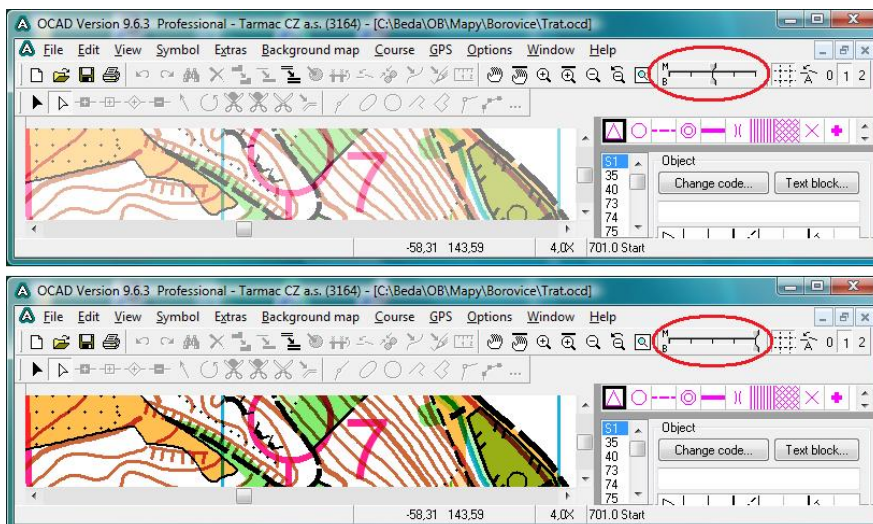 OCAD Version 9.6.3 Professional - Tarmac CZ a.s. (3164) - [C:\Beda\OB\Mapy\Borovice\Trat.ocd]
File Edit View Symbol Extras Background map Course GPS Options Window Help
M
B
A 0 1 2
7
S1
35
40
73
74
75
Object
Change code... Text block...
-58,31 143,59 4,0X 701.0 Start
OCAD Version 9.6.3 Professional - Tarmac CZ a.s. (3164) - [C:\Beda\OB\Mapy\Borovice\Trat.ocd]
File Edit View Symbol Extras Background map Course GPS Options Window Help
M
B
A 0 1 2
7
S1
35
40
73
74
75
Object
Change code... Text block...
-58,31 143,59 4,0X 701.0 Start